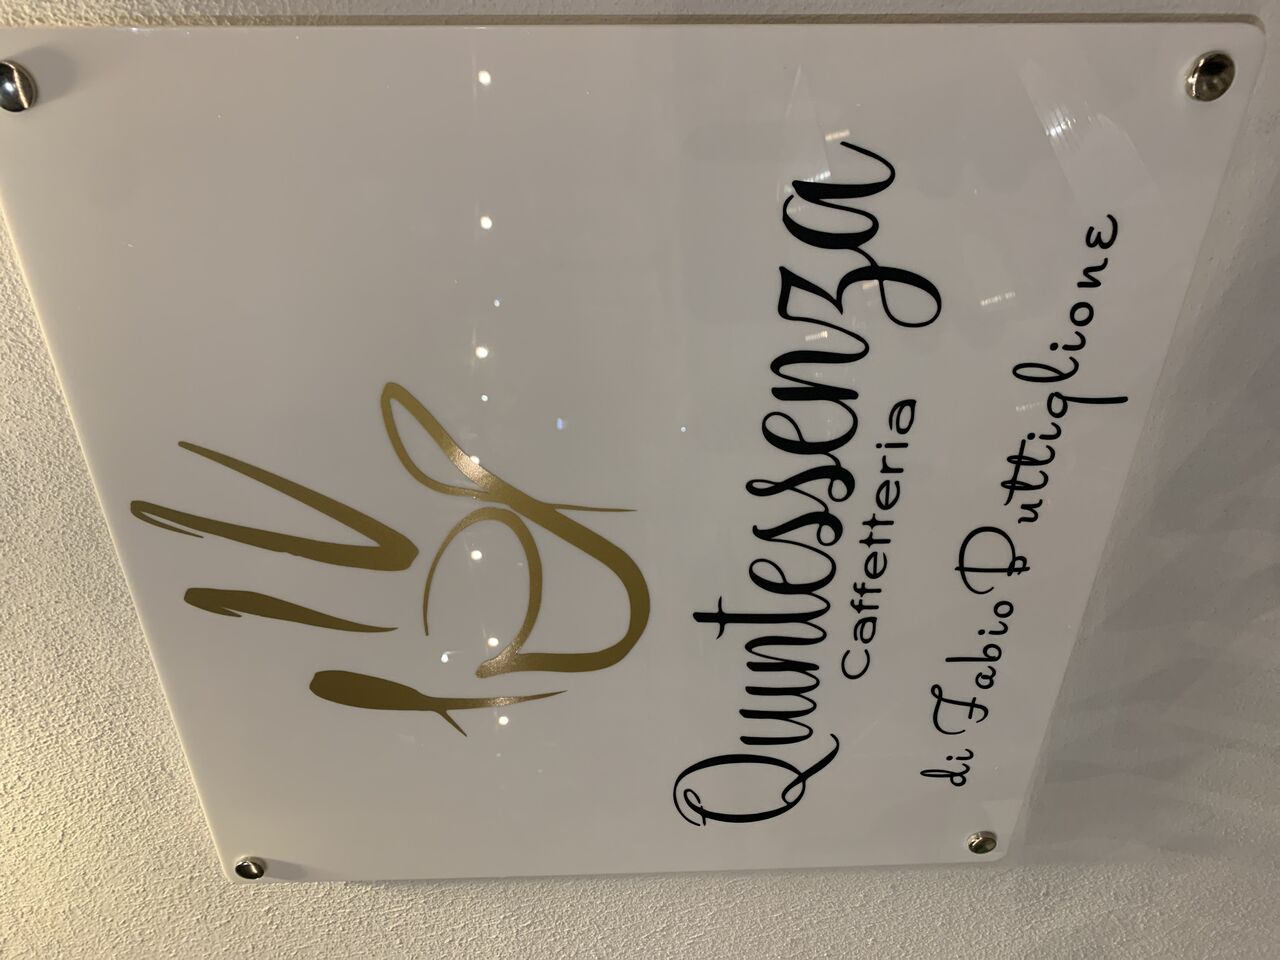 Quintessenza
caffetteria
di Fabio Puttiglione